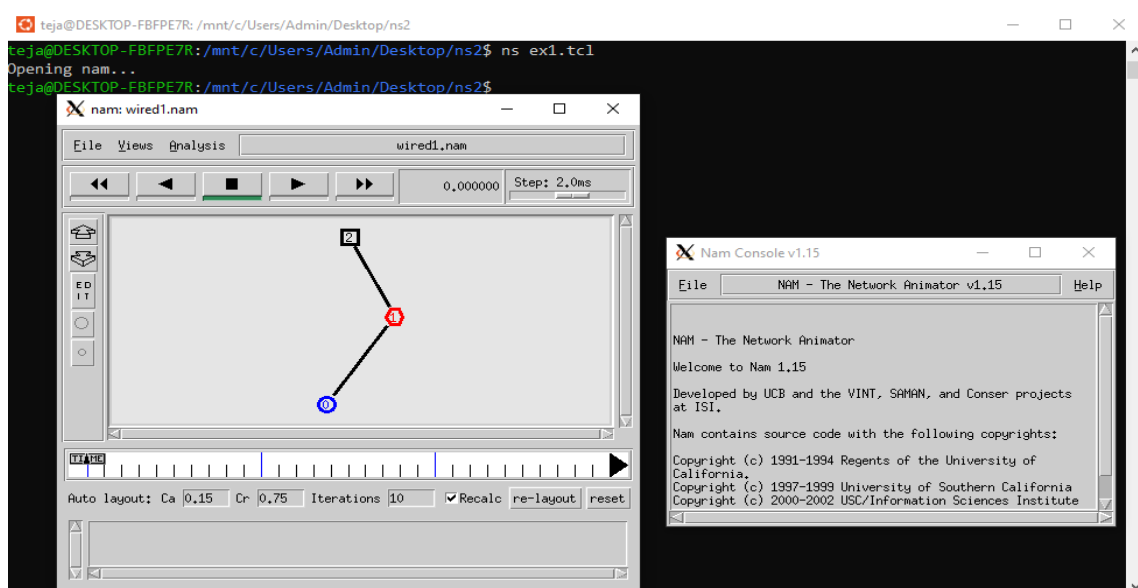 teja@DESKTOP-FBFPE7R: /mnt/c/Users/Admin/Desktop/ns2
teja@DESKTOP-FBFPE7R:/mnt/c/Users/Admin/Desktop/ns2$ ns ex1.tcl
Opening nam...
teja@DESKTOP-FBFPE7R:/mnt/c/Users/Admin/Desktop/ns2$
nam: wired1.nam
File Views Analysis wired1.nam
0.000000 Step: 2.0ms
ED
IT
2
1
0
TIME
Auto layout: Ca 0.15 Cr 0.75 Iterations 10 Recalc re-layout reset
Nam Console v1.15
File NAM - The Network Animator v1.15 Help
NAM - The Network Animator
Welcome to Nam 1.15
Developed by UCB and the VINT, SAMAN, and Conser projects
at ISI.
Nam contains source code with the following copyrights:
Copyright (c) 1991-1994 Regents of the University of
California.
Copyright (c) 1997-1999 University of Southern California
Copyright (c) 2000-2002 USC/Information Sciences Institute